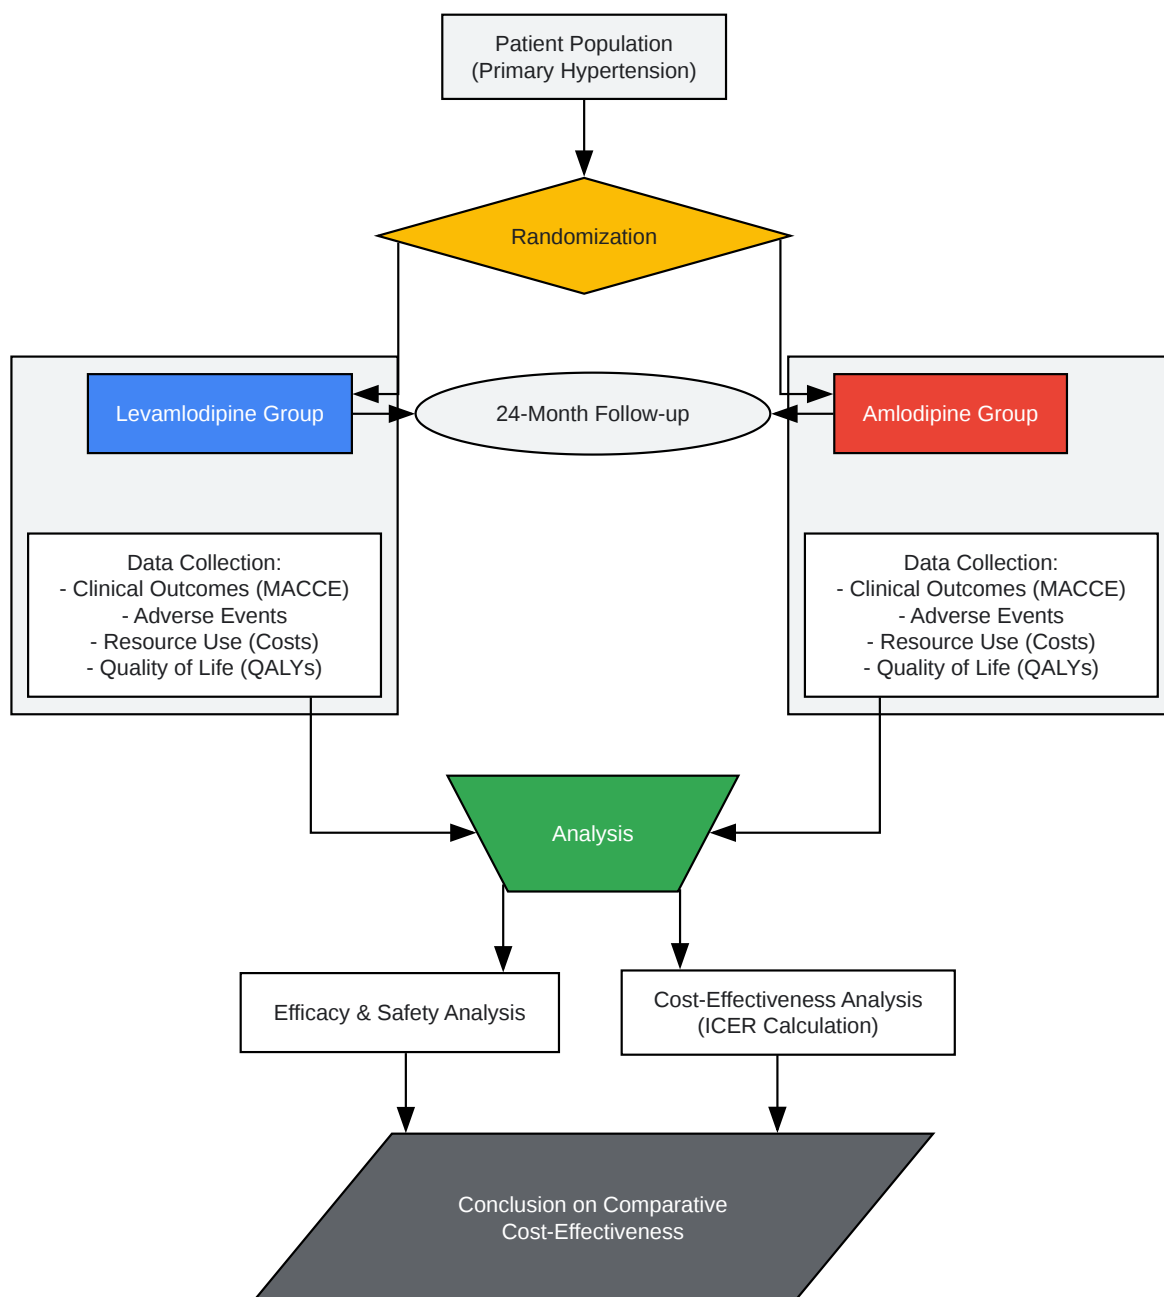 Patient Population
(Primary Hypertension)
Randomization
Levamlodipine Group
24-Month Follow-up
Amlodipine Group
Data Collection:
- Clinical Outcomes (MACCE)
- Adverse Events
- Resource Use (Costs)
- Quality of Life (QALYs)
Data Collection:
- Clinical Outcomes (MACCE)
- Adverse Events
- Resource Use (Costs)
- Quality of Life (QALYs)
Analysis
Efficacy & Safety Analysis
Cost-Effectiveness Analysis
(ICER Calculation)
Conclusion on Comparative
Cost-Effectiveness